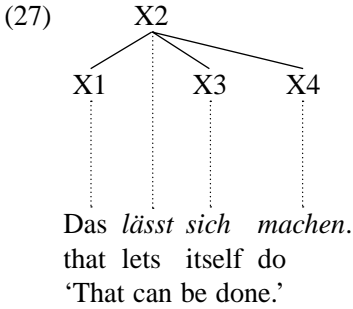 (27) X2
X1 X3 X4
Das lässt sich machen.
that lets itself do
‘That can be done.’